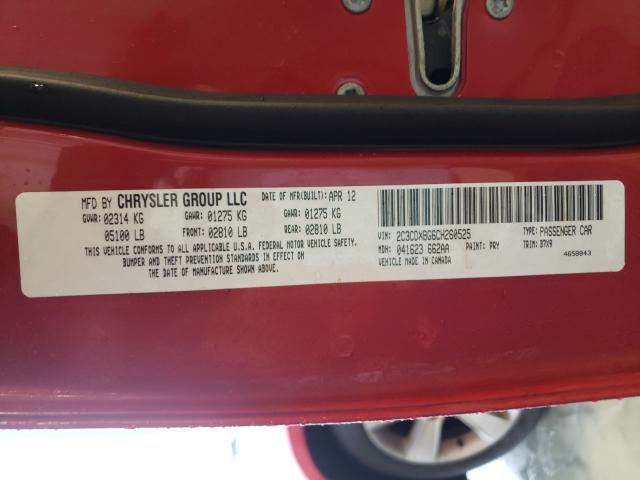 MFD BY CHRYSLER GROUP LLC DATE OF MFR(BUILT): APR 12
GVWR: 02314 KG GAWR: 01275 KG GAWR: 01275 KG
05100 LB FRONT: 02810 LB REAR: 02810 LB
THIS VEHICLE CONFORMS TO ALL APPLICABLE U.S.A. FEDERAL MOTOR VEHICLE SAFETY,
BUMPER AND THEFT PREVENTION STANDARDS IN EFFECT ON
THE DATE OF MANUFACTURE SHOWN ABOVE.
VIN: 2C3CDXBG6CH260525 TYPE: PASSENGER CAR
MDH: 041623 662AA PAINT: PRY TRIM: B7X9
VEHICLE MADE IN CANADA 4658843